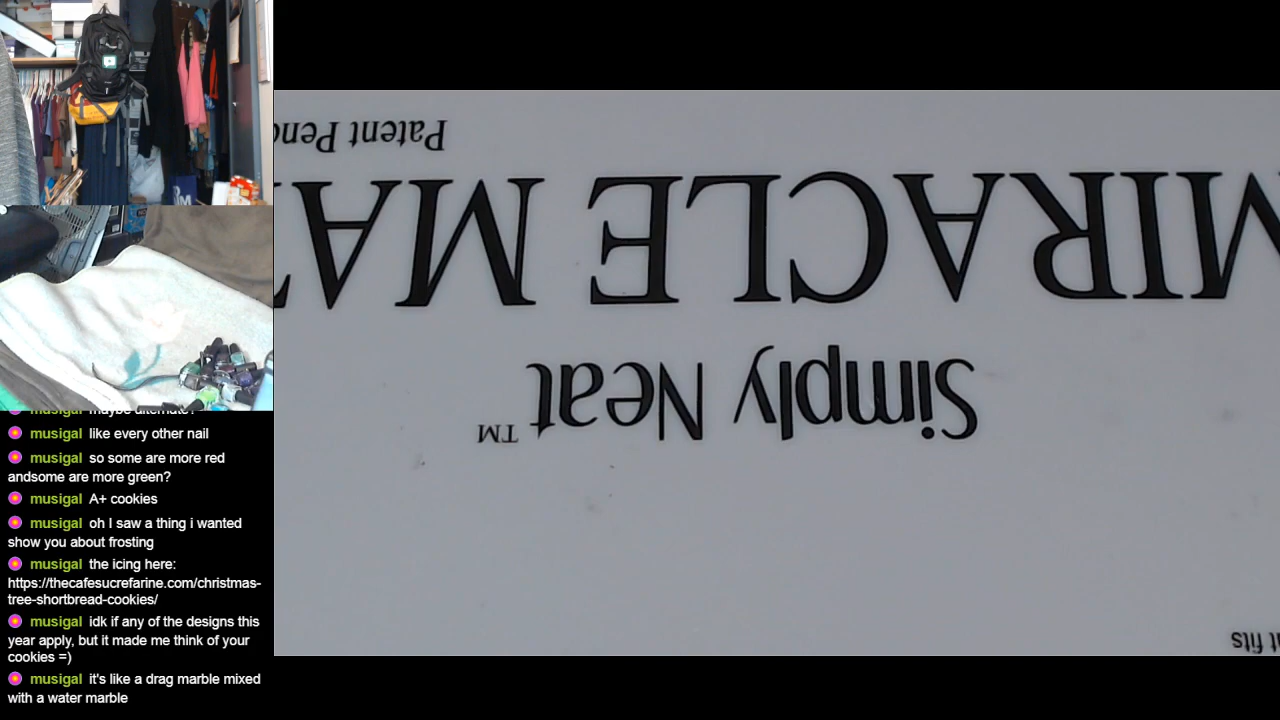 maybe alternate?
musigal like every other nail
musigal so some are more red
andsome are more green?
musigal A+ cookies
musigal oh I saw a thing i wanted
show you about frosting
musigal the icing here:
https://thecafesucrefarine.com/christmas-
tree-shortbread-cookies/
musigal idk if any of the designs this
year apply, but it made me think of your
cookies =)
musigal it's like a drag marble mixed
with a water marble
fits
Simply Neat™
MIRACLE MA
Patent Pen